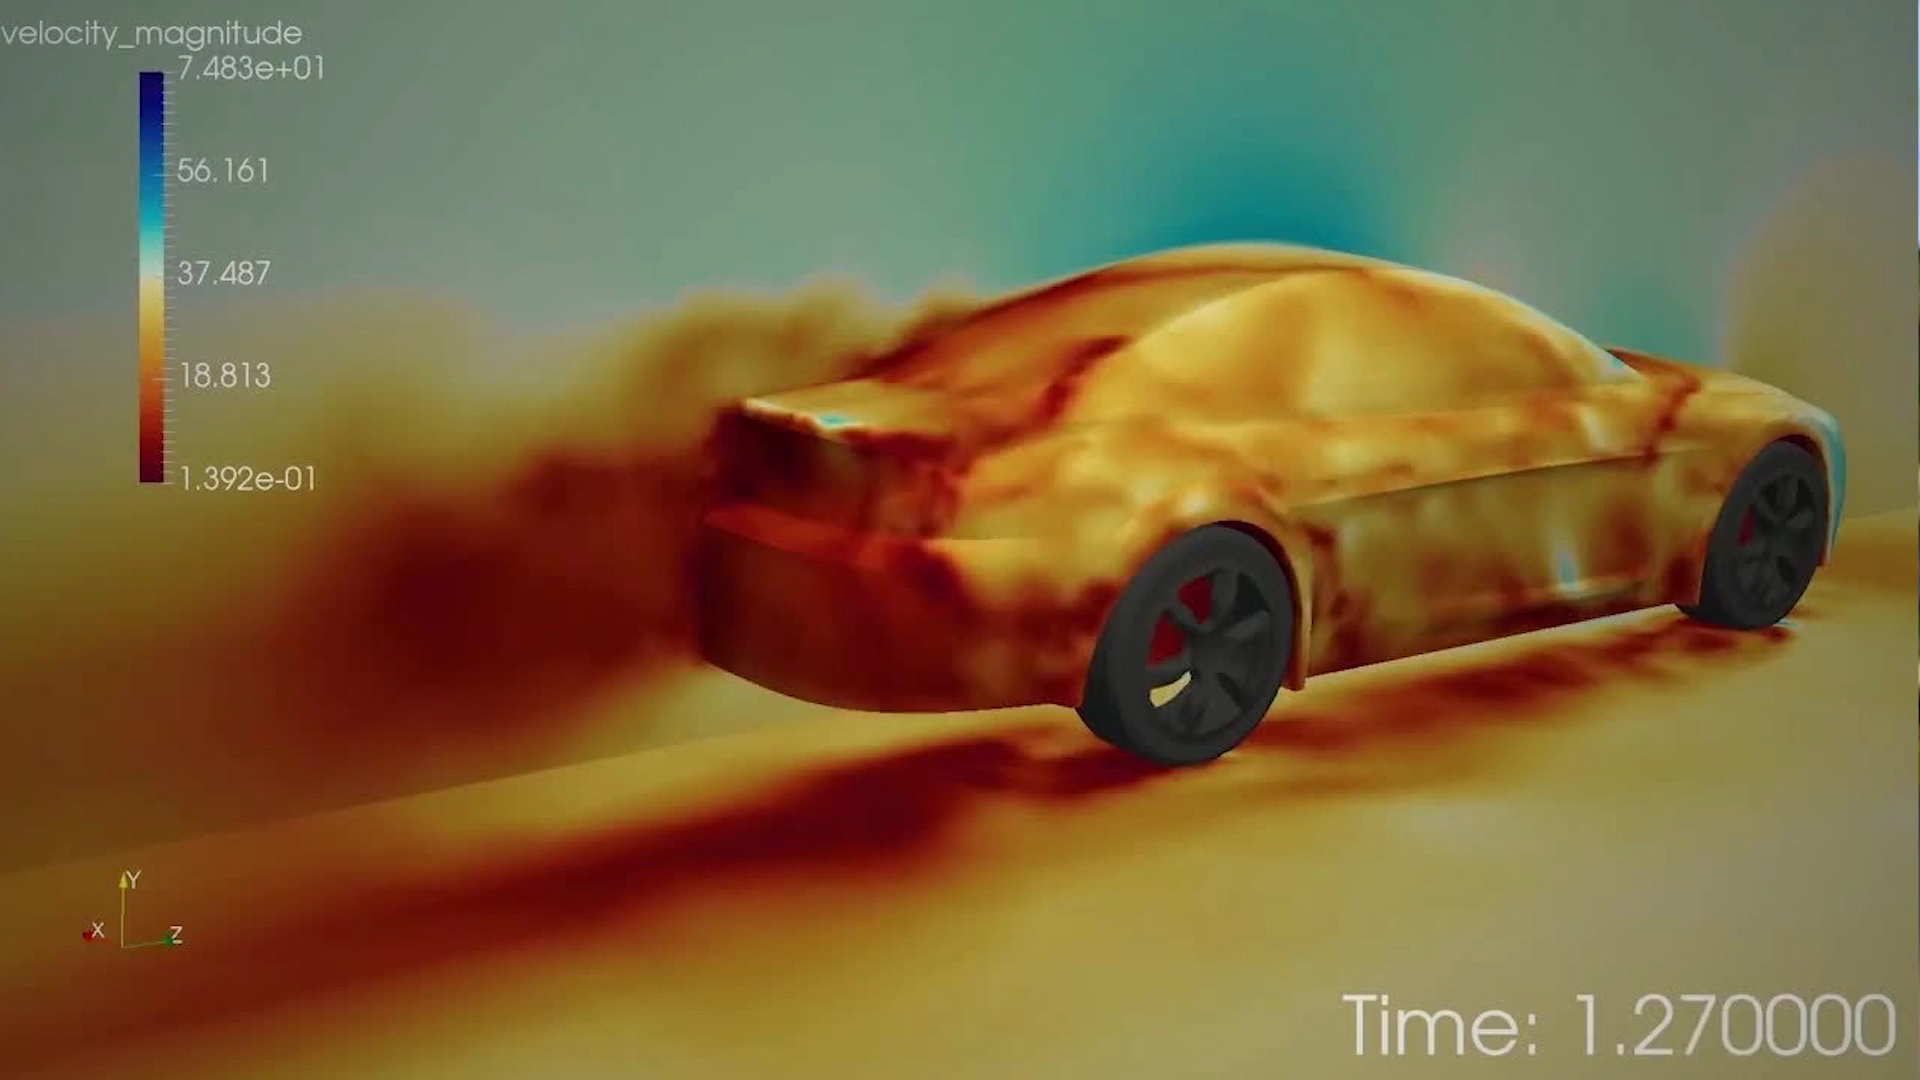 velocity_magnitude
7.483e+01
56.161
37.487
18.813
1.392e-01
Y
X
Z
Time: 1.270000